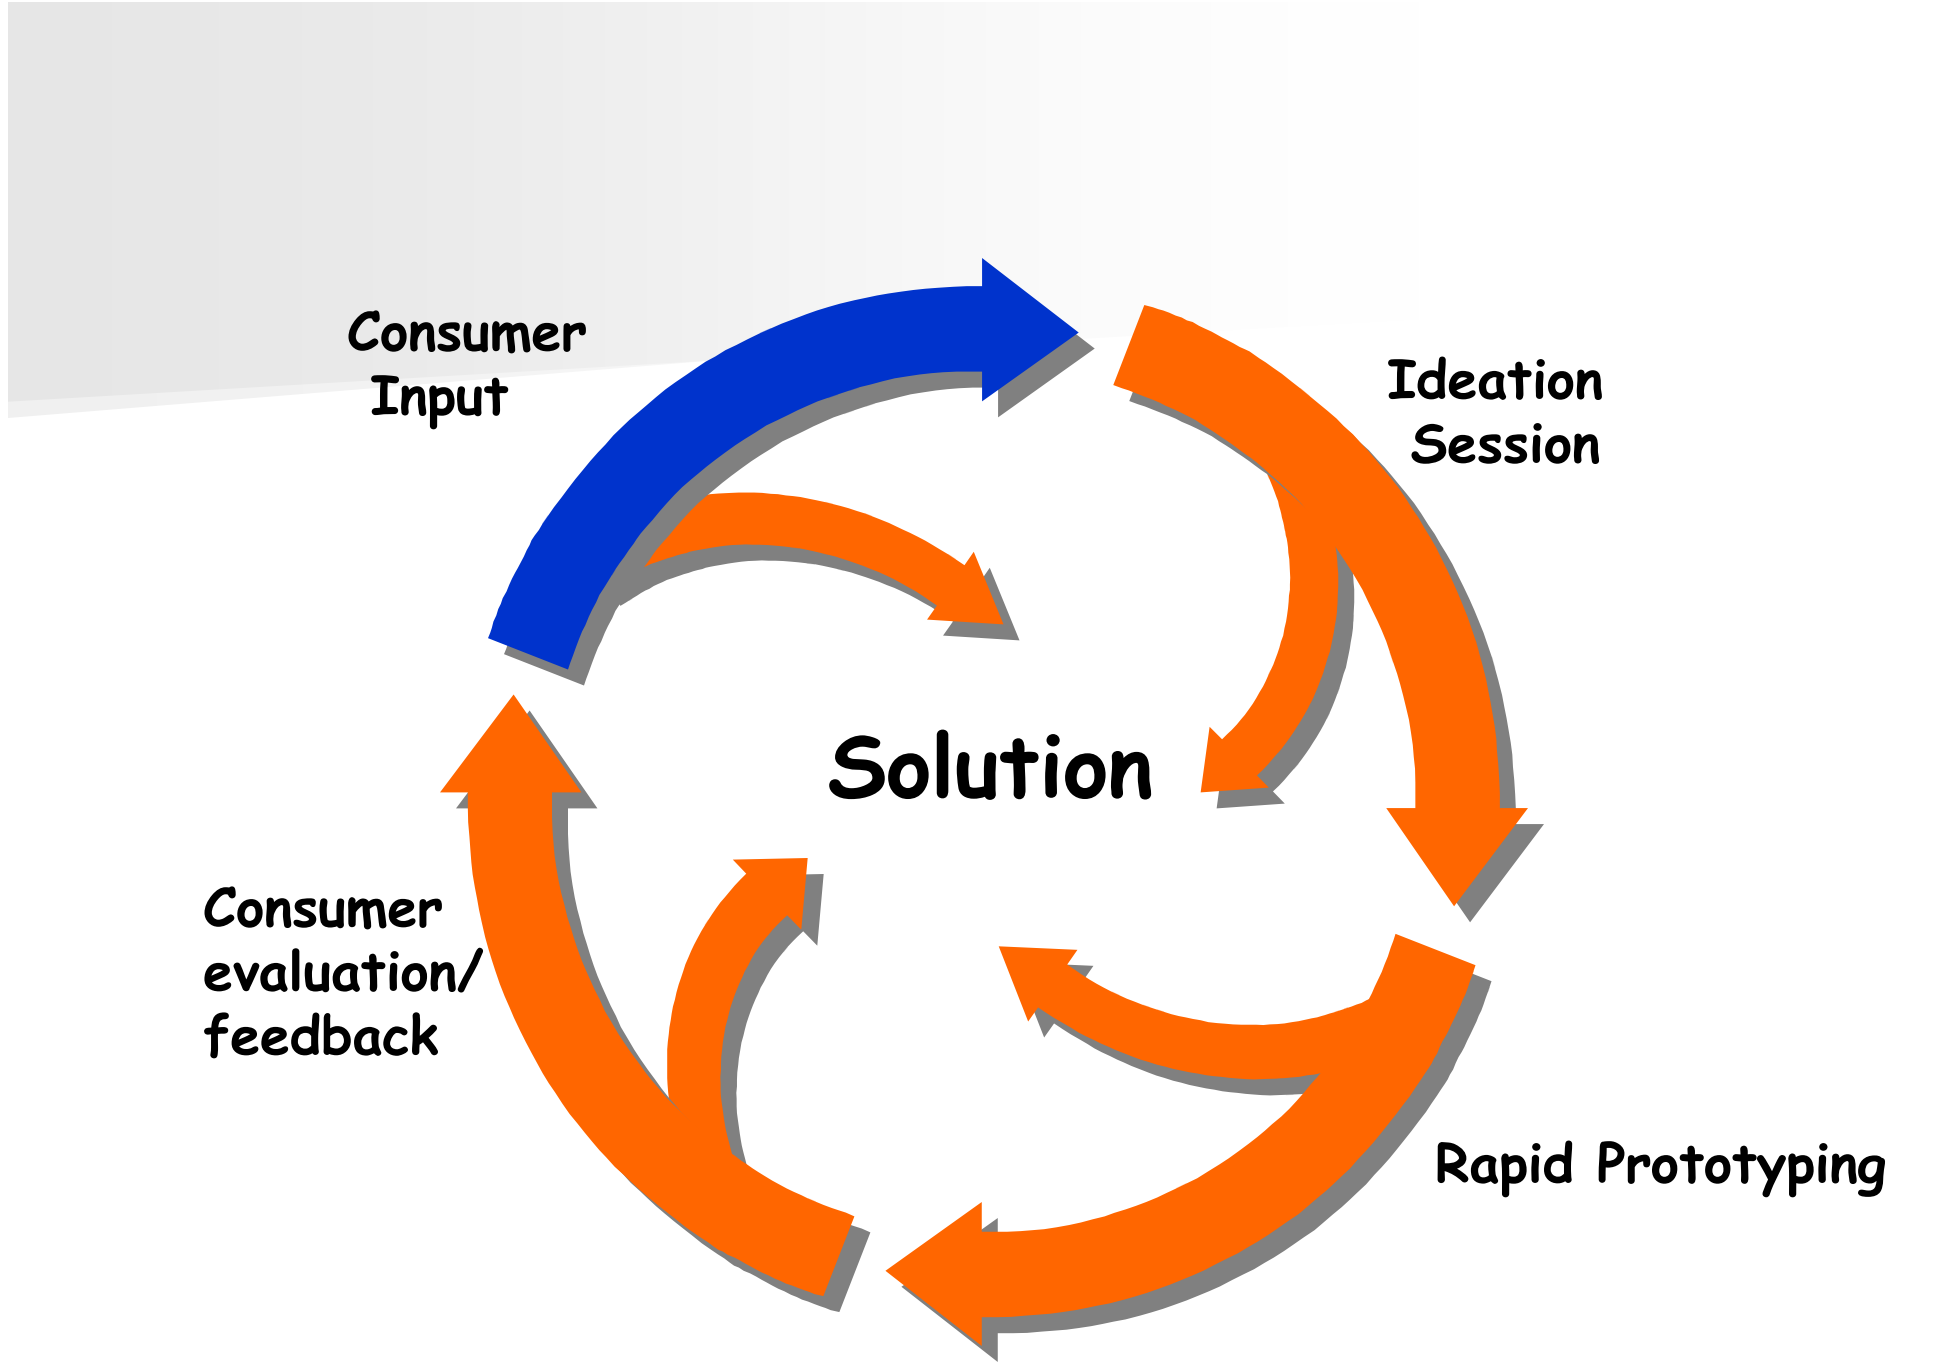 Consumer
Input
Ideation
Session
Solution
Consumer
evaluation/
feedback
Rapid Prototyping